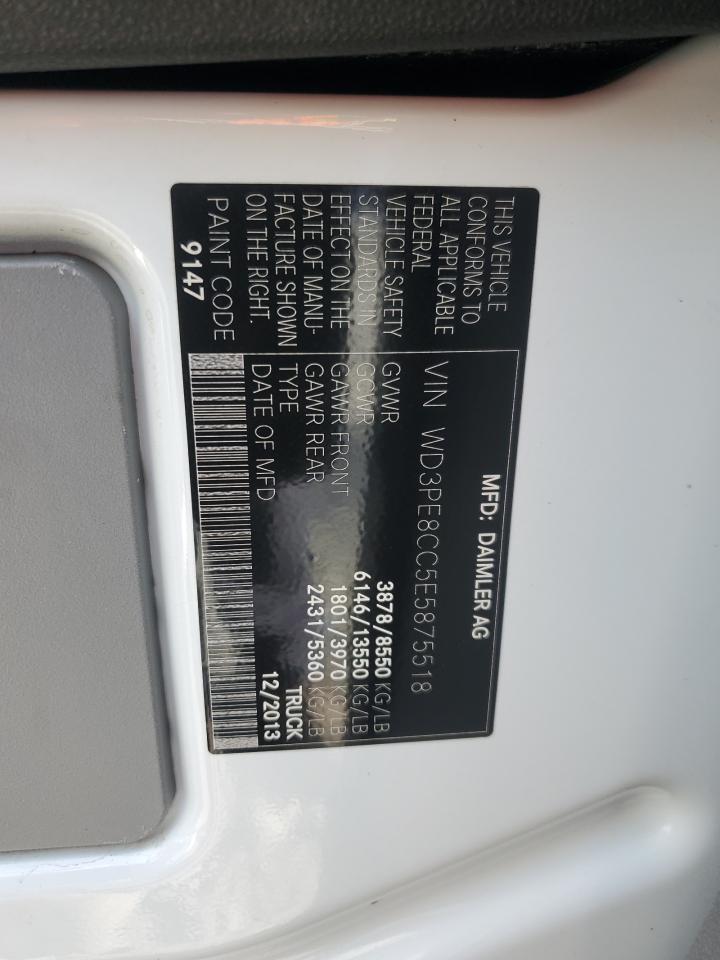 MFD: DAIMLER AG
THIS VEHICLE
CONFORMS TO
ALL APPLICABLE
FEDERAL
VEHICLE SAFETY
STANDARDS IN
EFFECT ON THE
DATE OF MANU-
FACTURE SHOWN
ON THE RIGHT.
PAINT CODE
9147
VIN WD3PE8CC5E5875518
GVWR 3878/8550 KG/LB
GCWR 6146/13550 KG/LB
GAWR FRONT 1801/3970 KG/LB
GAWR REAR 2431/5360 KG/LB
TYPE TRUCK
DATE OF MFD 12/2013